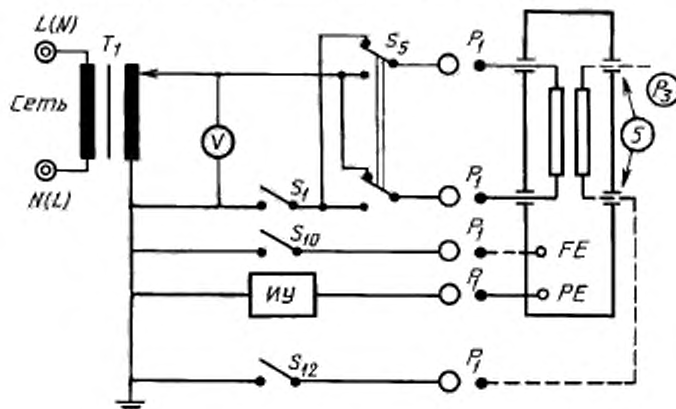 L(N)
T₁
Сеть
N(L)
V
S₅
S₁
S₁₀
ИУ
S₁₂
P₁
P₁
P₁
P₁
P₁
FE
PE
P₃
5